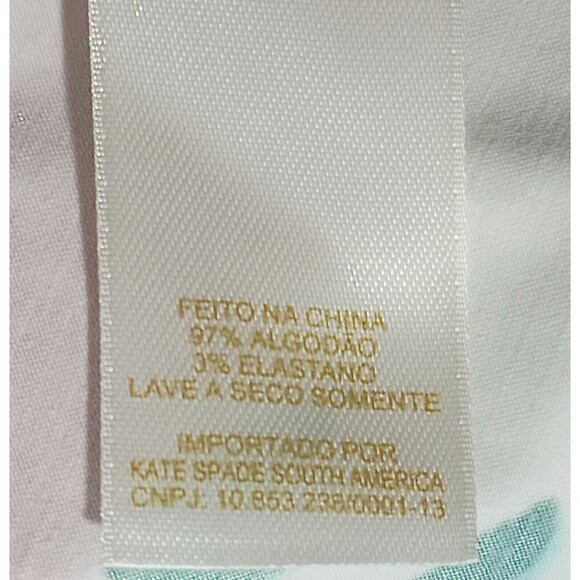 FEITO NA CHINA
97% ALGODÃO
3% ELASTANO
LAVE A SECO SOMENTE
IMPORTADO POR
KATE SPADE SOUTH AMERICA
CNPJ: 10.853.238/0001-13